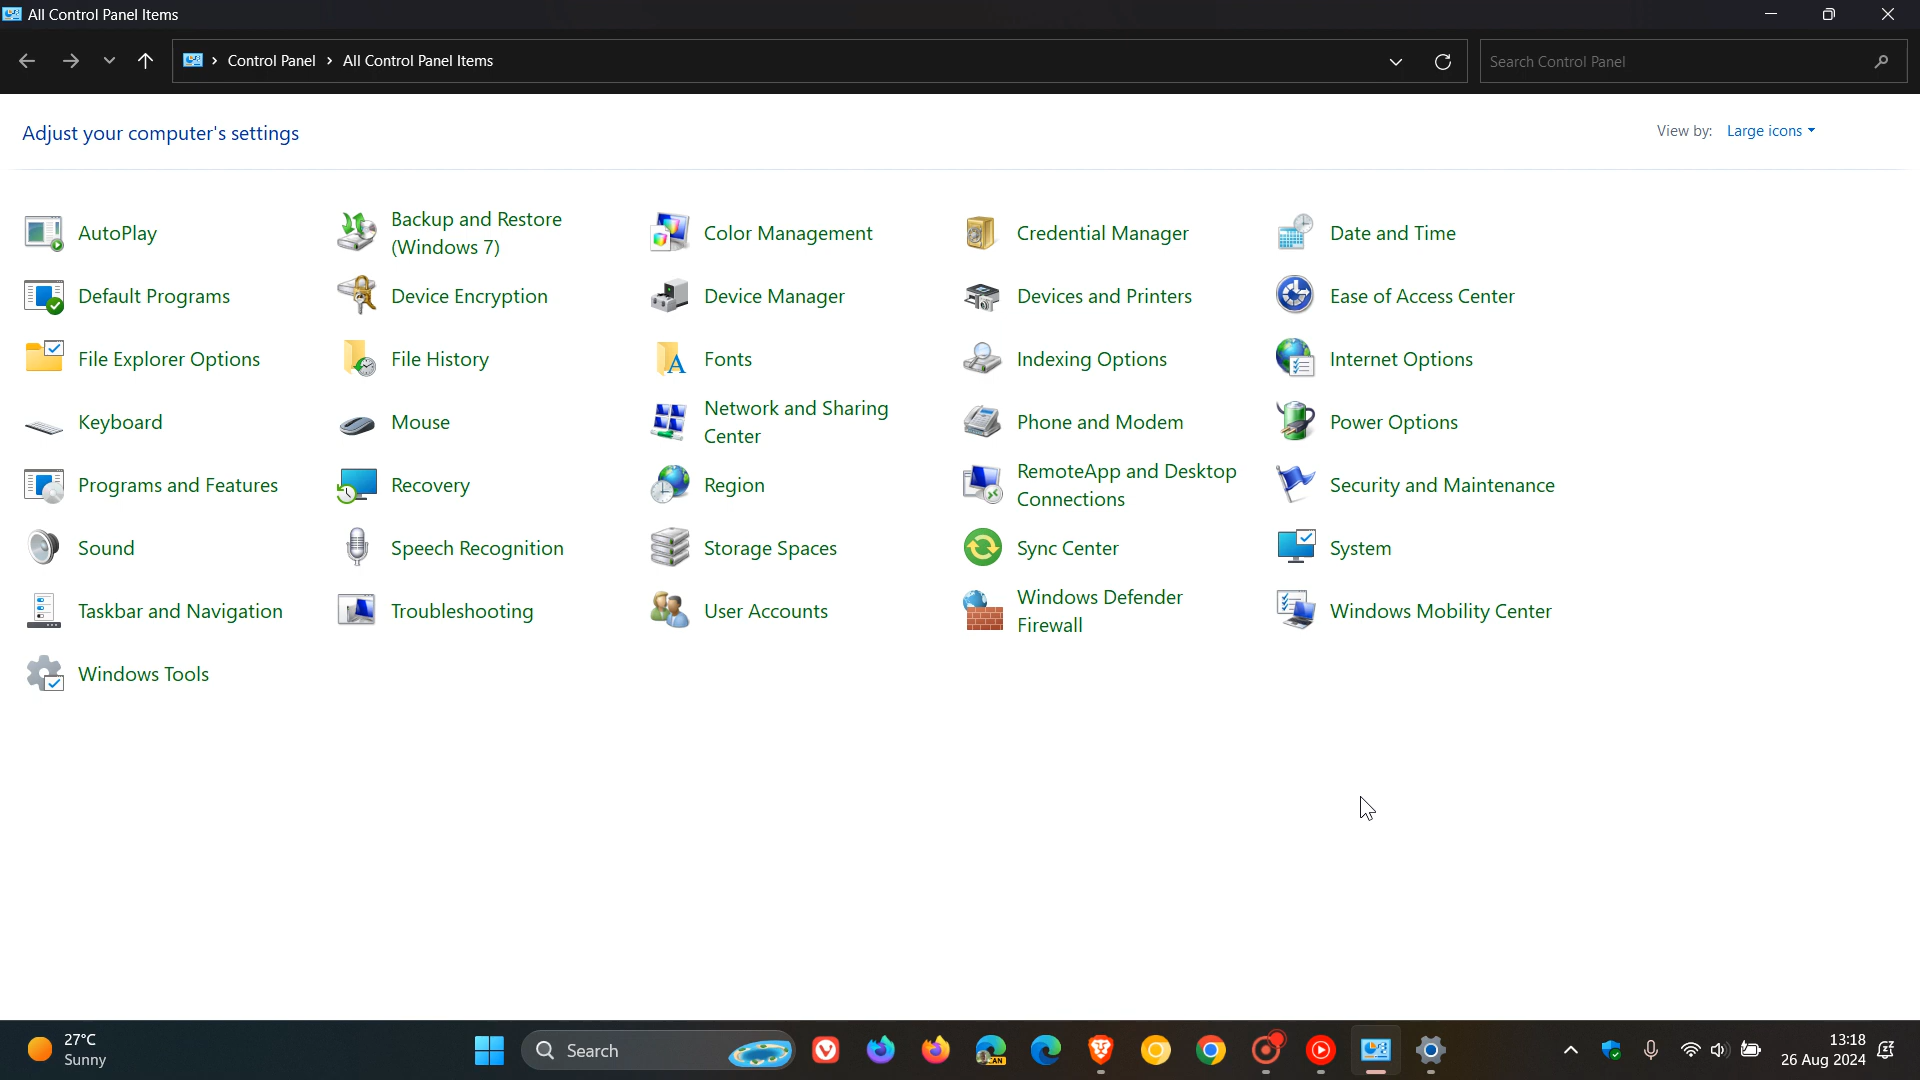 All Control Panel Items
Control Panel
All Control Panel Items
Search Control Panel
Adjust your computer's settings
View by: Large icons
AutoPlay
Backup and Restore
(Windows 7)
Color Management
Credential Manager
Date and Time
Default Programs
Device Encryption
Device Manager
Devices and Printers
Ease of Access Center
File Explorer Options
File History
Fonts
Indexing Options
Internet Options
Keyboard
Mouse
Network and Sharing
Center
Phone and Modem
Power Options
Programs and Features
Recovery
Region
RemoteApp and Desktop
Connections
Security and Maintenance
Sound
Speech Recognition
Storage Spaces
Sync Center
System
Taskbar and Navigation
Troubleshooting
User Accounts
Windows Defender
Firewall
Windows Mobility Center
Windows Tools
27°C
Sunny
Search
CAN
13:18
26 Aug 2024